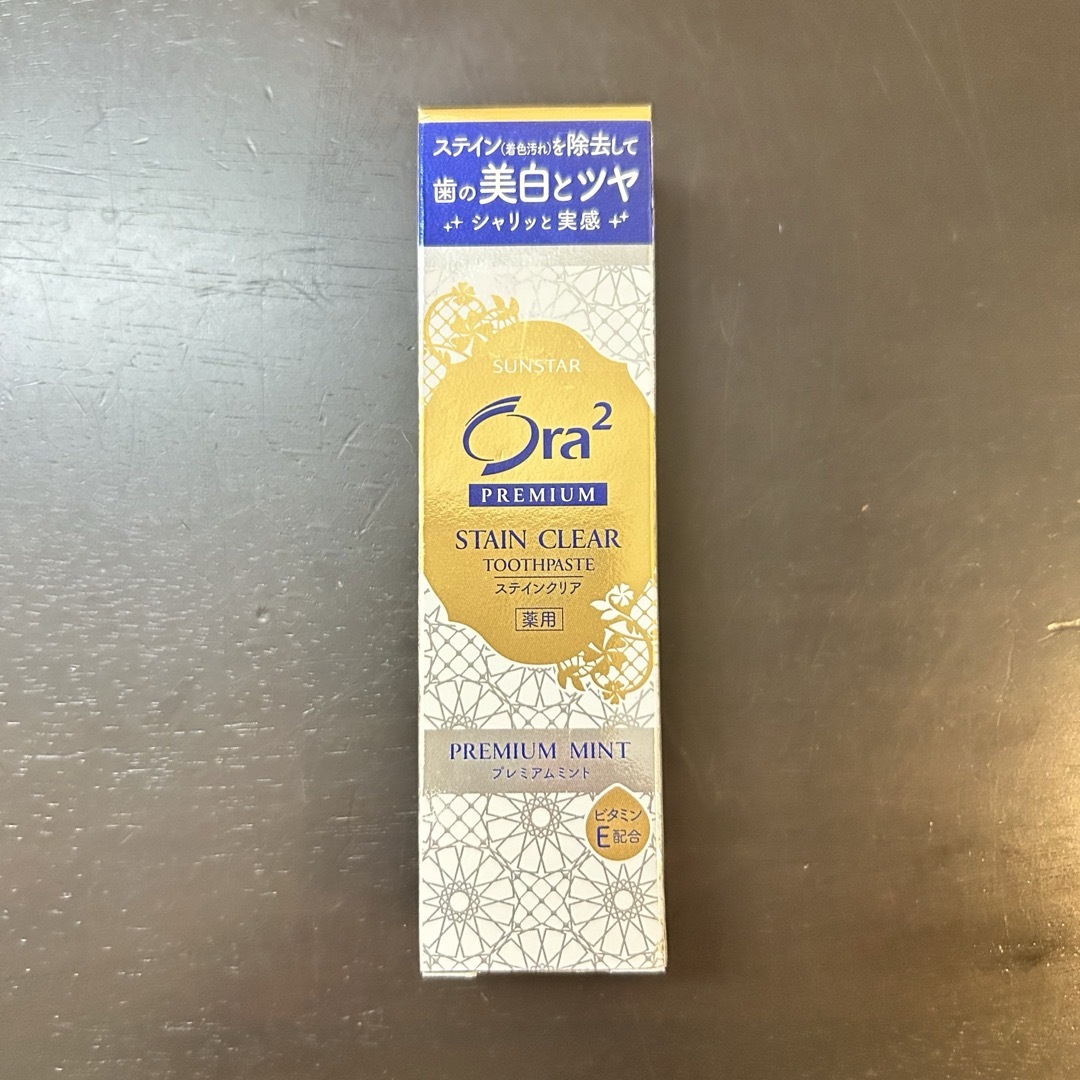 ステイン(着色汚れ)を除去して
歯の美白とツヤ
シャリッと実感
SUNSTAR
Ora²
PREMIUM
STAIN CLEAR
TOOTHPASTE
ステインクリア
薬用
PREMIUM MINT
プレミアムミント
ビタミン
E配合